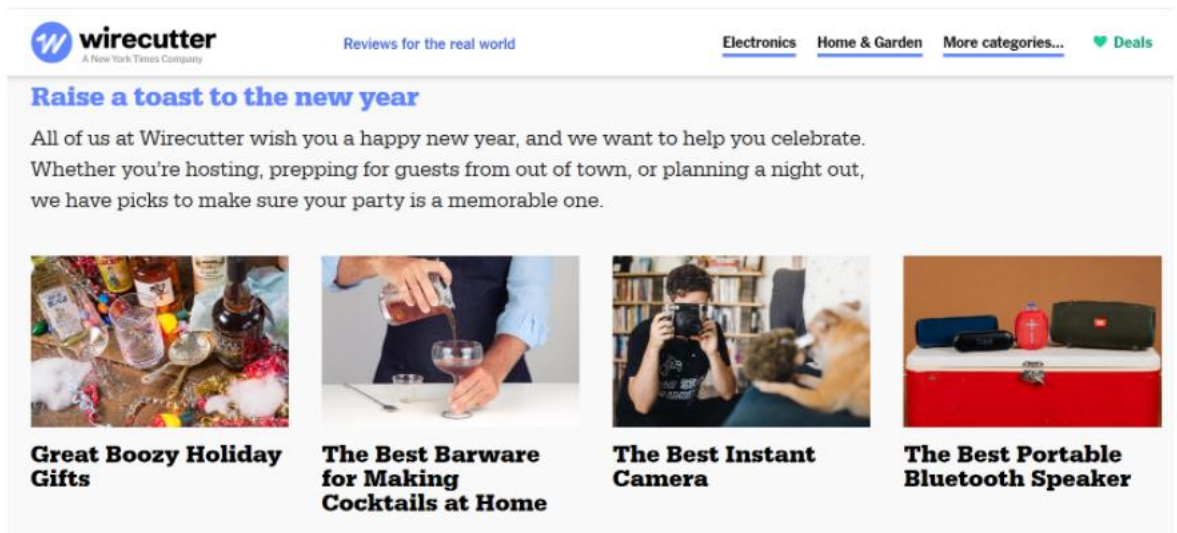 wirecutter
A New York Times Company
Reviews for the real world
Electronics
Home & Garden
More categories...
Deals
Raise a toast to the new year
All of us at Wirecutter wish you a happy new year, and we want to help you celebrate.
Whether you're hosting, prepping for guests from out of town, or planning a night out,
we have picks to make sure your party is a memorable one.
Great Boozy Holiday
Gifts
The Best Barware
for Making
Cocktails at Home
The Best Instant
Camera
The Best Portable
Bluetooth Speaker